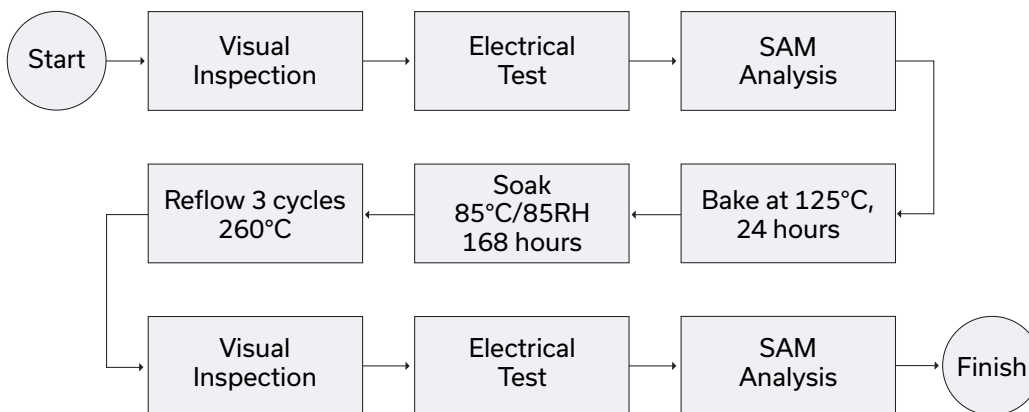 Start
Visual
Inspection
Electrical
Test
SAM
Analysis
Bake at 125°C,
24 hours
Soak
85°C/85RH
168 hours
Reflow 3 cycles
260°C
Visual
Inspection
Electrical
Test
SAM
Analysis
Finish